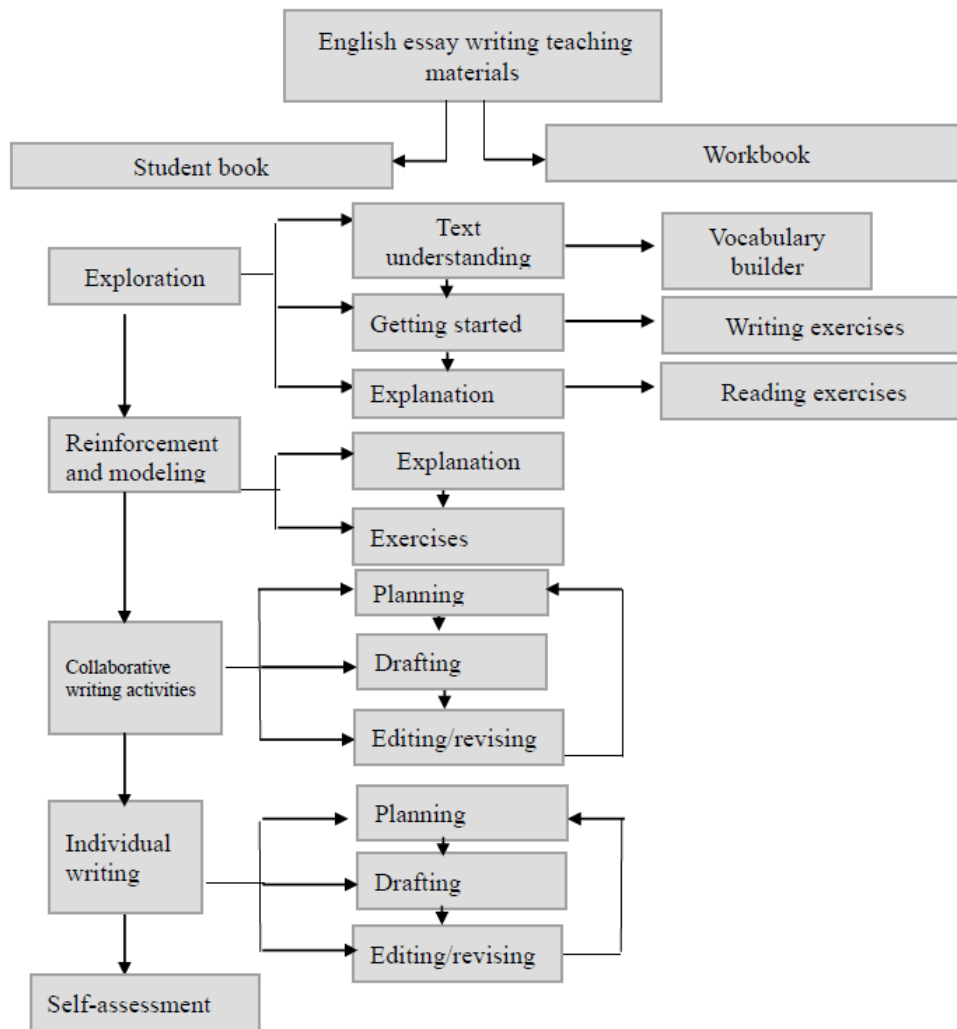 English essay writing teaching
materials
Student book
Workbook
Exploration
Text
understanding
Vocabulary
builder
Getting started
Writing exercises
Explanation
Reading exercises
Reinforcement
and modeling
Explanation
Exercises
Collaborative
writing activities
Planning
Drafting
Editing/revising
Individual
writing
Planning
Drafting
Editing/revising
Self-assessment